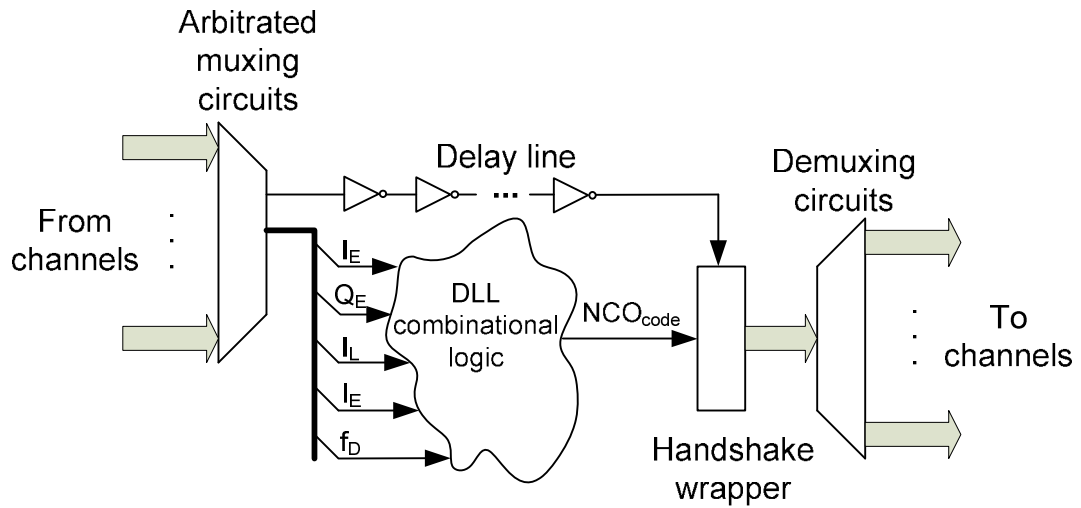 Arbitrated
muxing
circuits
Delay line
...
Demuxing
circuits
From
channels
I_E
Q_E
I_L
I_E
f_D
DLL
combinational
logic
NCO_code
To
channels
Handshake
wrapper